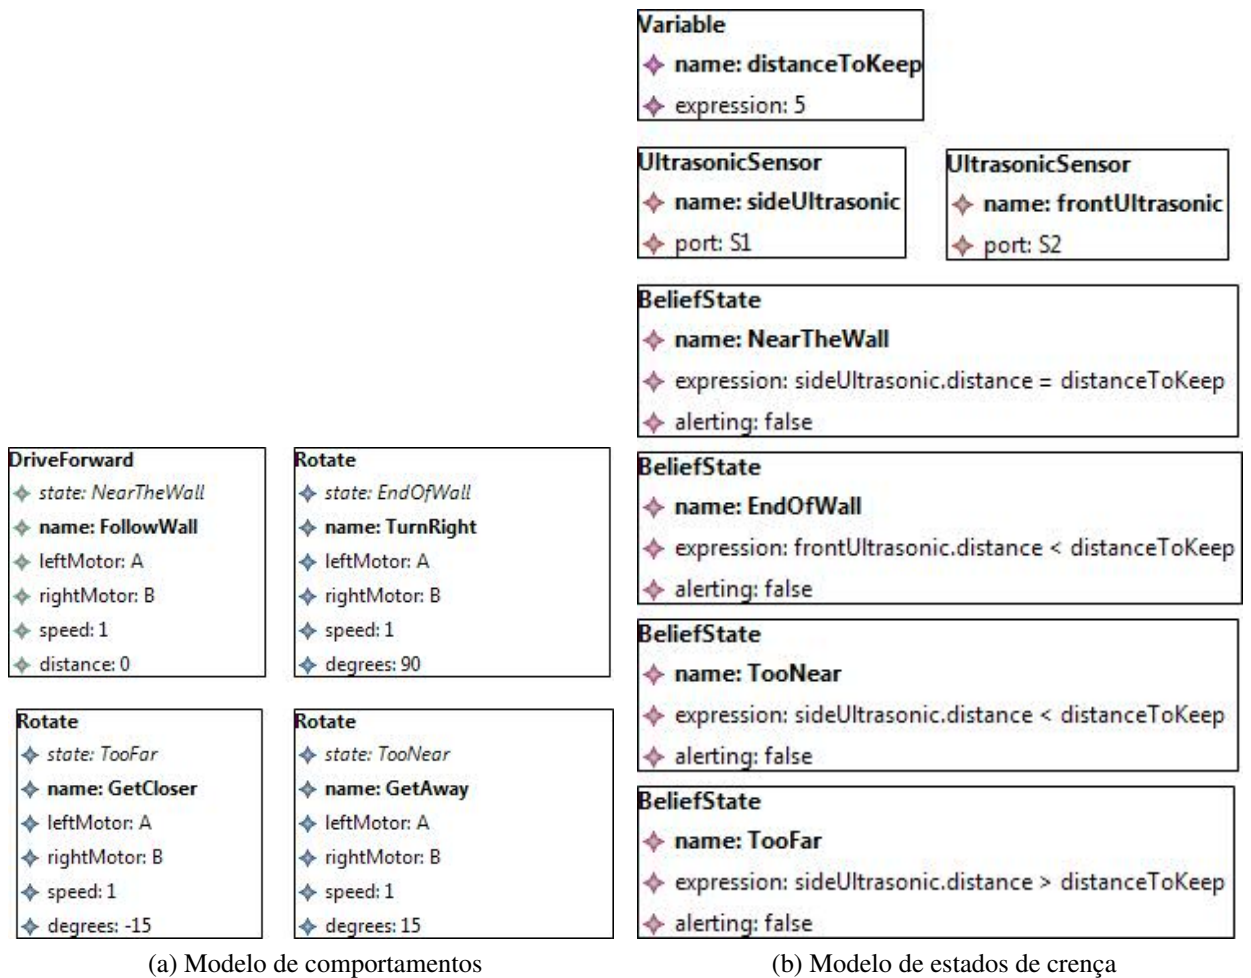 DriveForward
state: NearTheWall
name: FollowWall
leftMotor: A
rightMotor: B
speed: 1
distance: 0
Rotate
state: EndOfWall
name: TurnRight
leftMotor: A
rightMotor: B
speed: 1
degrees: 90
Rotate
state: TooFar
name: GetCloser
leftMotor: A
rightMotor: B
speed: 1
degrees: -15
Rotate
state: TooNear
name: GetAway
leftMotor: A
rightMotor: B
speed: 1
degrees: 15
(a) Modelo de comportamentos
Variable
name: distanceToKeep
expression: 5
UltrasonicSensor
name: sideUltrasonic
port: S1
UltrasonicSensor
name: frontUltrasonic
port: S2
BeliefState
name: NearTheWall
expression: sideUltrasonic.distance = distanceToKeep
alerting: false
BeliefState
name: EndOfWall
expression: frontUltrasonic.distance < distanceToKeep
alerting: false
BeliefState
name: TooNear
expression: sideUltrasonic.distance < distanceToKeep
alerting: false
BeliefState
name: TooFar
expression: sideUltrasonic.distance > distanceToKeep
alerting: false
(b) Modelo de estados de crença